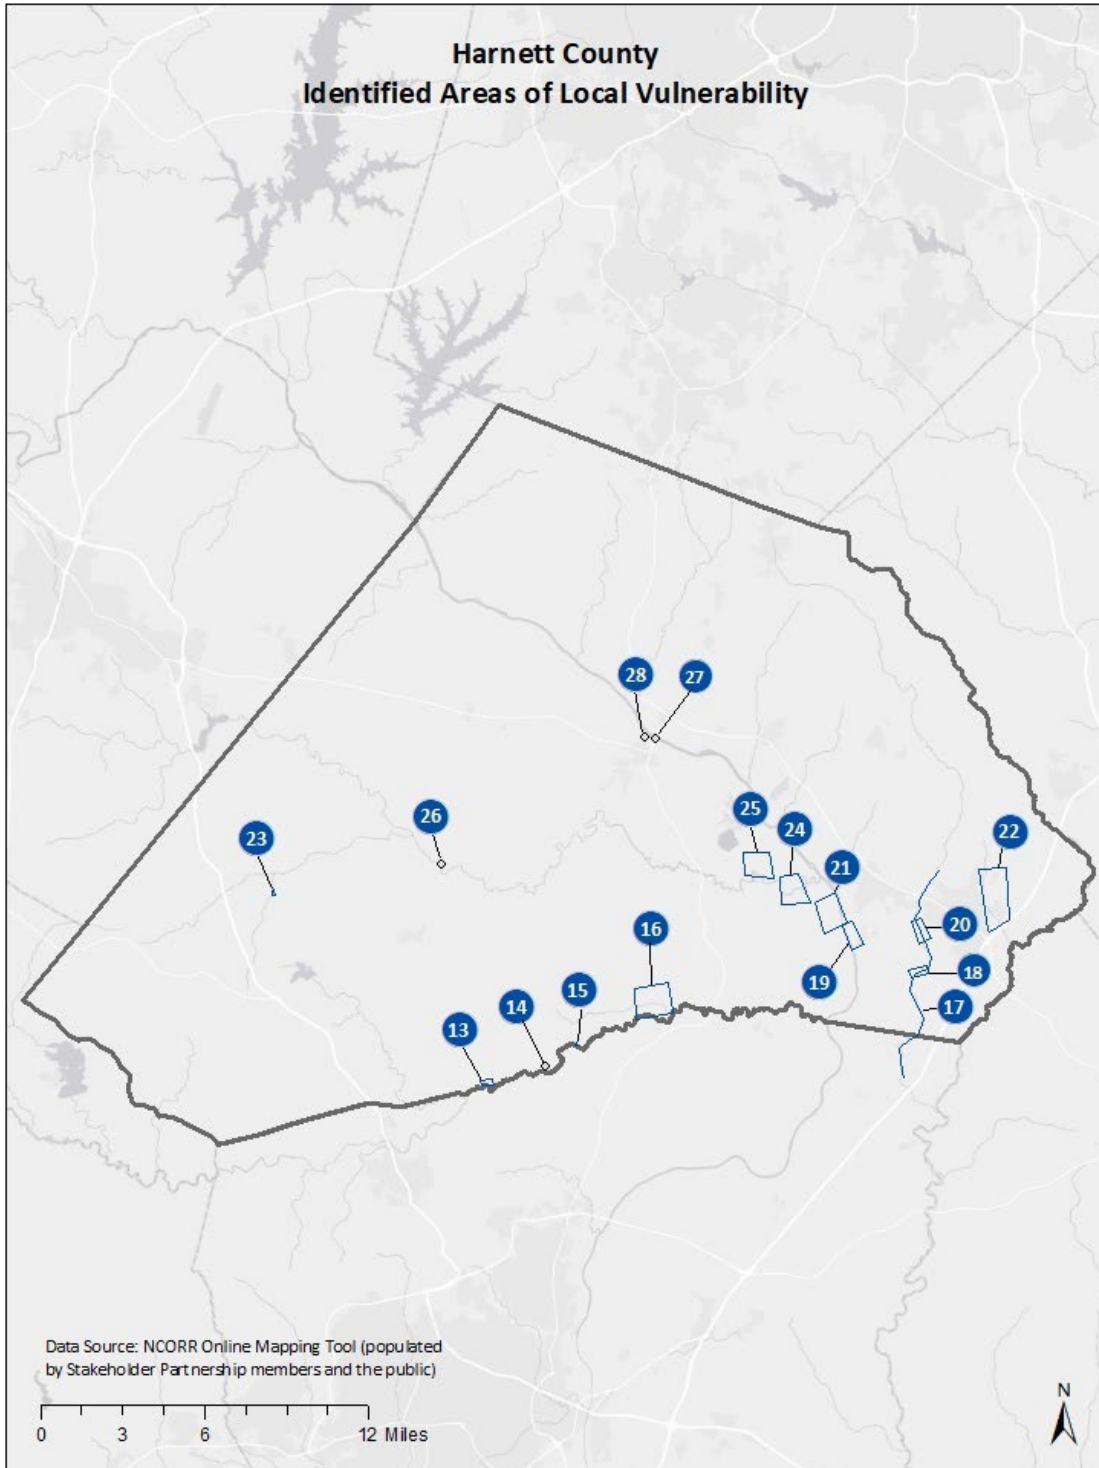 Harnett County
Identified Areas of Local Vulnerability
28
27
25
26
24
23
22
21
20
16
18
19
15
17
14
13
Data Source: NCORR Online Mapping Tool (populated
by Stakeholder Partnership members and the public)
N
0 3 6 12 Miles